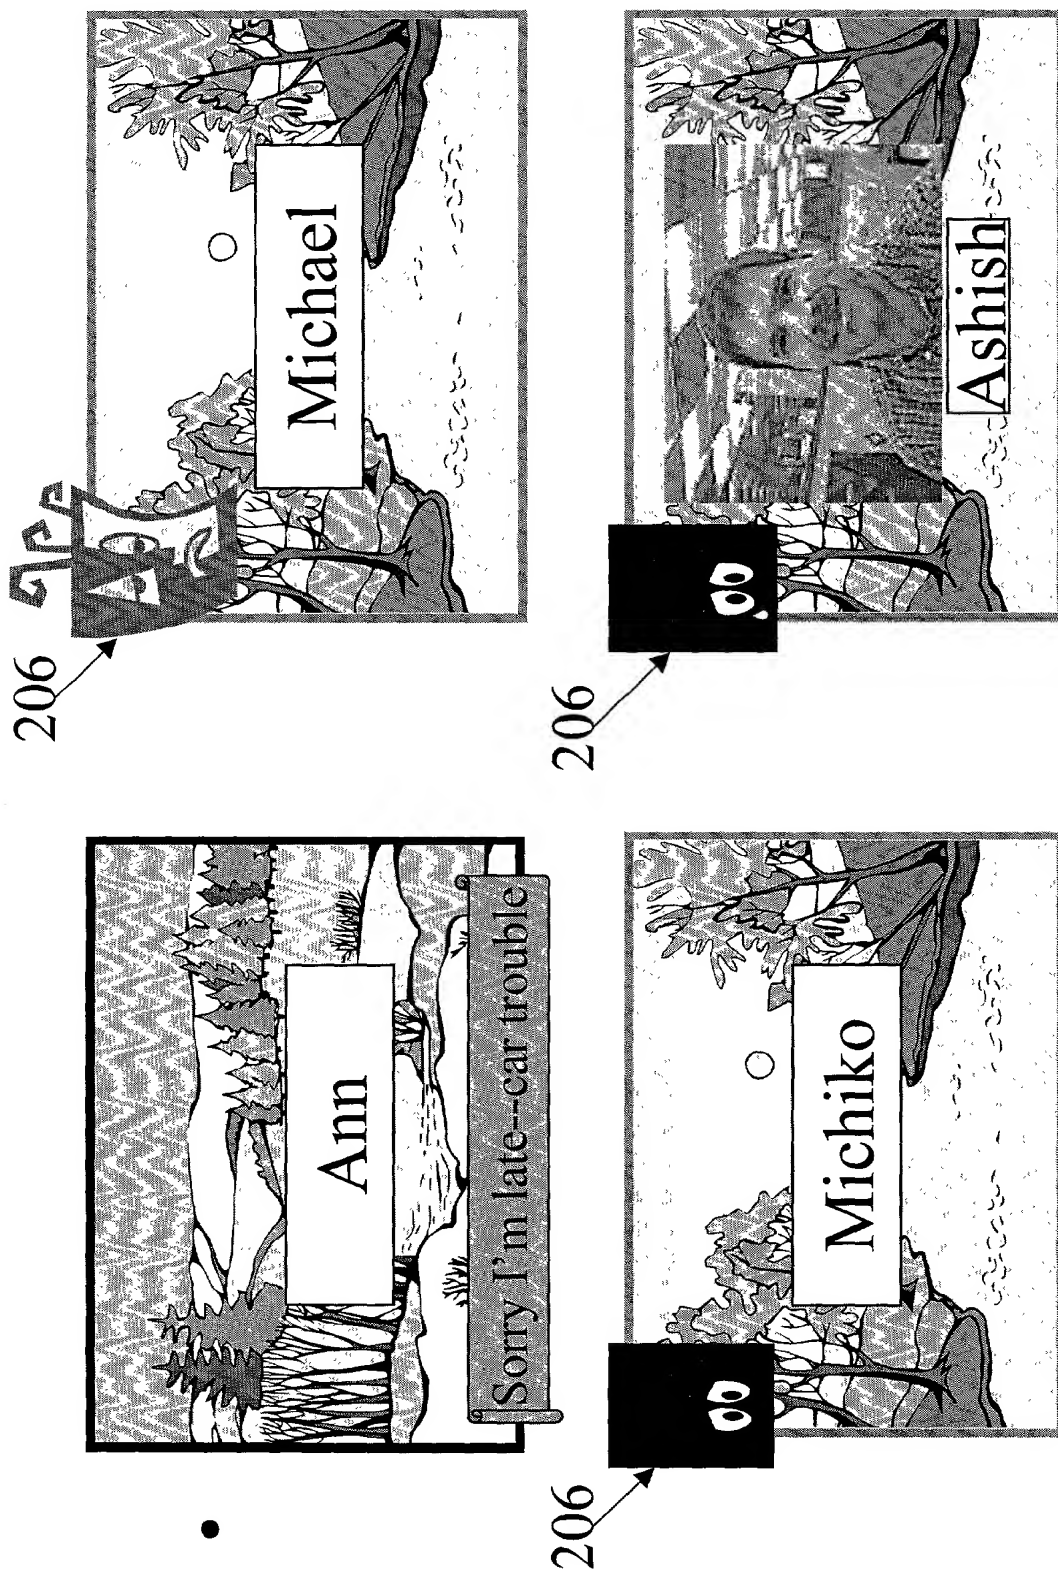 Ann
Sorry I'm late--car trouble
206
Michael
206
Michiko
206
Ashish